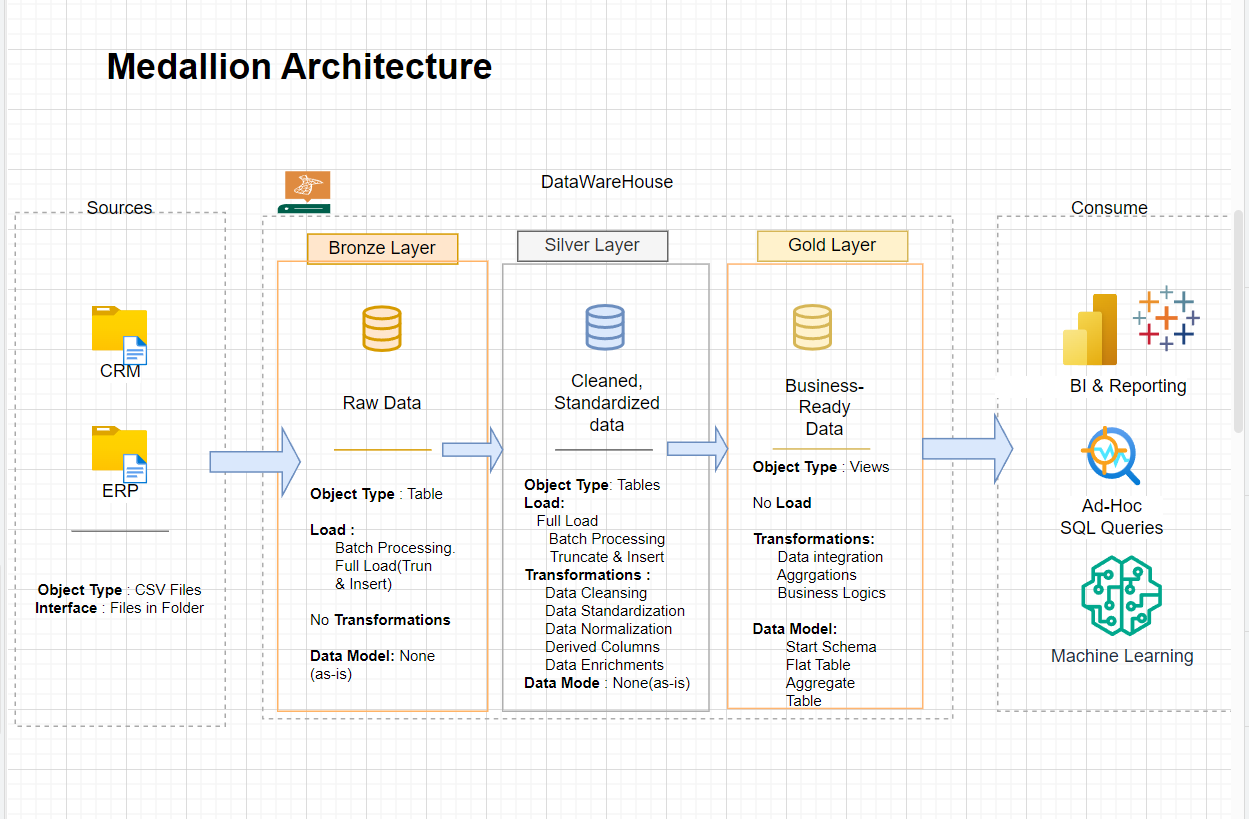 Medallion Architecture
DataWareHouse
Sources
CRM
ERP
Object Type : CSV Files
Interface : Files in Folder
Bronze Layer
Raw Data
Object Type : Table
Load :
Batch Processing.
Full Load(Trun
& Insert)
No Transformations
Data Model: None
(as-is)
Silver Layer
Cleaned,
Standardized
data
Object Type: Tables
Load:
Full Load
Batch Processing
Truncate & Insert
Transformations :
Data Cleansing
Data Standardization
Data Normalization
Derived Columns
Data Enrichments
Data Mode : None(as-is)
Gold Layer
Business-
Ready
Data
Object Type : Views
No Load
Transformations:
Data integration
Aggrgations
Business Logics
Data Model:
Start Schema
Flat Table
Aggregate
Table
Consume
BI & Reporting
Ad-Hoc
SQL Queries
Machine Learning